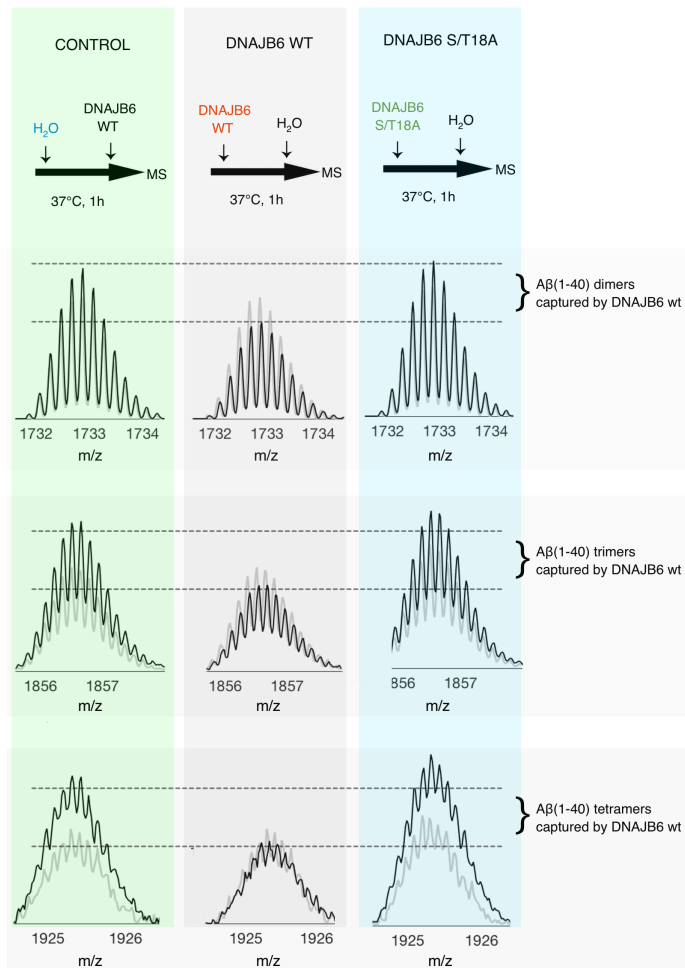 CONTROL
DNAJB6 WT
DNAJB6 S/T18A
H₂O
DNAJB6
WT
MS
37°C, 1h
DNAJB6
WT
H₂O
MS
37°C, 1h
DNAJB6
S/T18A
H₂O
MS
37°C, 1h
Aβ(1-40) dimers
captured by DNAJB6 wt
1732 1733 1734
m/z
1732 1733 1734
m/z
1732 1733 1734
m/z
Aβ(1-40) trimers
captured by DNAJB6 wt
1856 1857
m/z
1856 1857
m/z
856 1857
m/z
Aβ(1-40) tetramers
captured by DNAJB6 wt
1925 1926
m/z
1925 1926
m/z
1925 1926
m/z